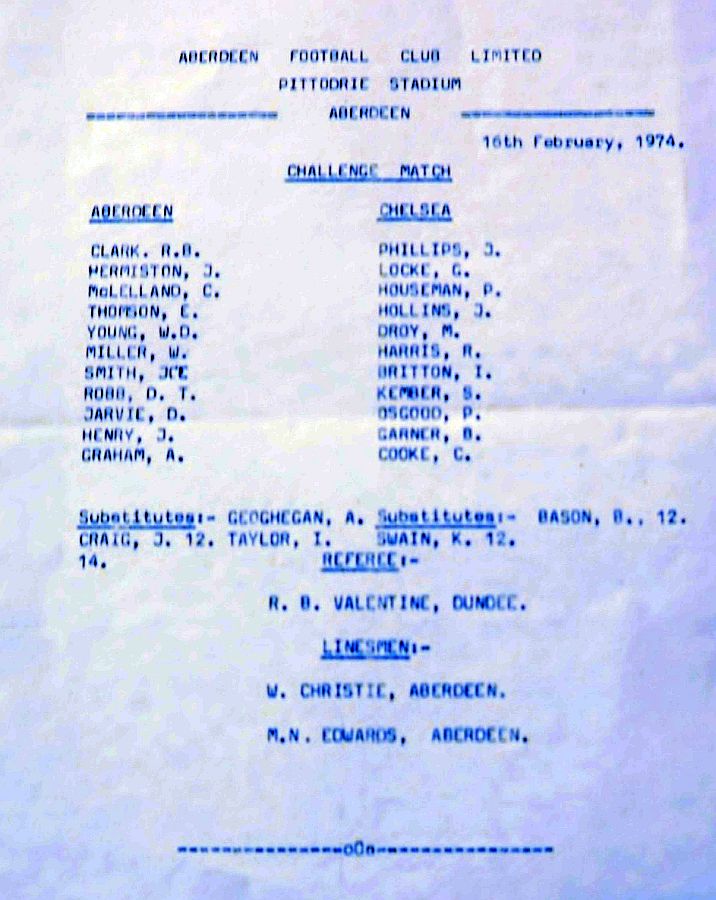 ABERDEEN FOOTBALL CLUB LIMITED
PITTODRIE STADIUM
ABERDEEN
16th February, 1974.
CHALLENGE MATCH
ABERDEEN CHELSEA
CLARK. R.B. PHILLIPS, J.
HERMISTON, J. LOCKE, G.
McLELLAND, C. HOUSEMAN, P.
THOMSON, E. HOLLINS, J.
YOUNG, W.D. DROY, M.
MILLER, W. HARRIS, R.
SMITH, JOE BRITTON, I.
ROBB, D. T. KEMBER, S.
JARVIE, D. OSGOOD, P.
HENRY, J. GARNER, B.
GRAHAM, A. COOKE, C.
Substitutes:- GEOGHEGAN, A. Substitutes:- BASON, B.. 12.
CRAIG, J. 12. TAYLOR, I. SWAIN, K. 12.
14. REFEREE:-
R. B. VALENTINE, DUNDEE.
LINESMEN:-
W. CHRISTIE, ABERDEEN.
M.N. EDWARDS, ABERDEEN.
-----------------o0o-----------------